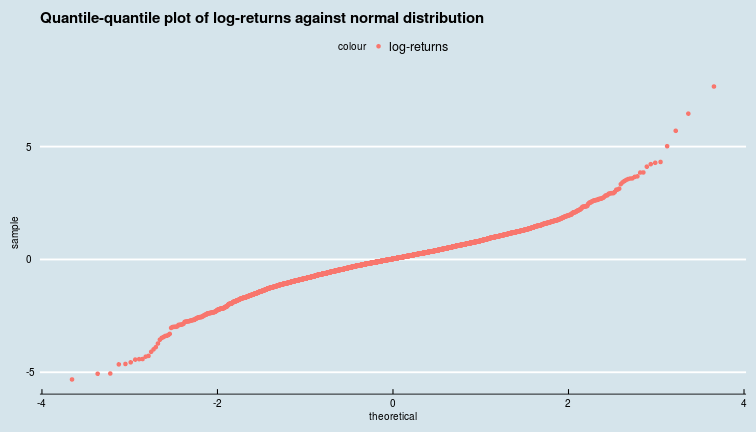 Quantile-quantile plot of log-returns against normal distribution
colour log-returns
5
0
-5
sample
-4 -2 0 2 4
theoretical